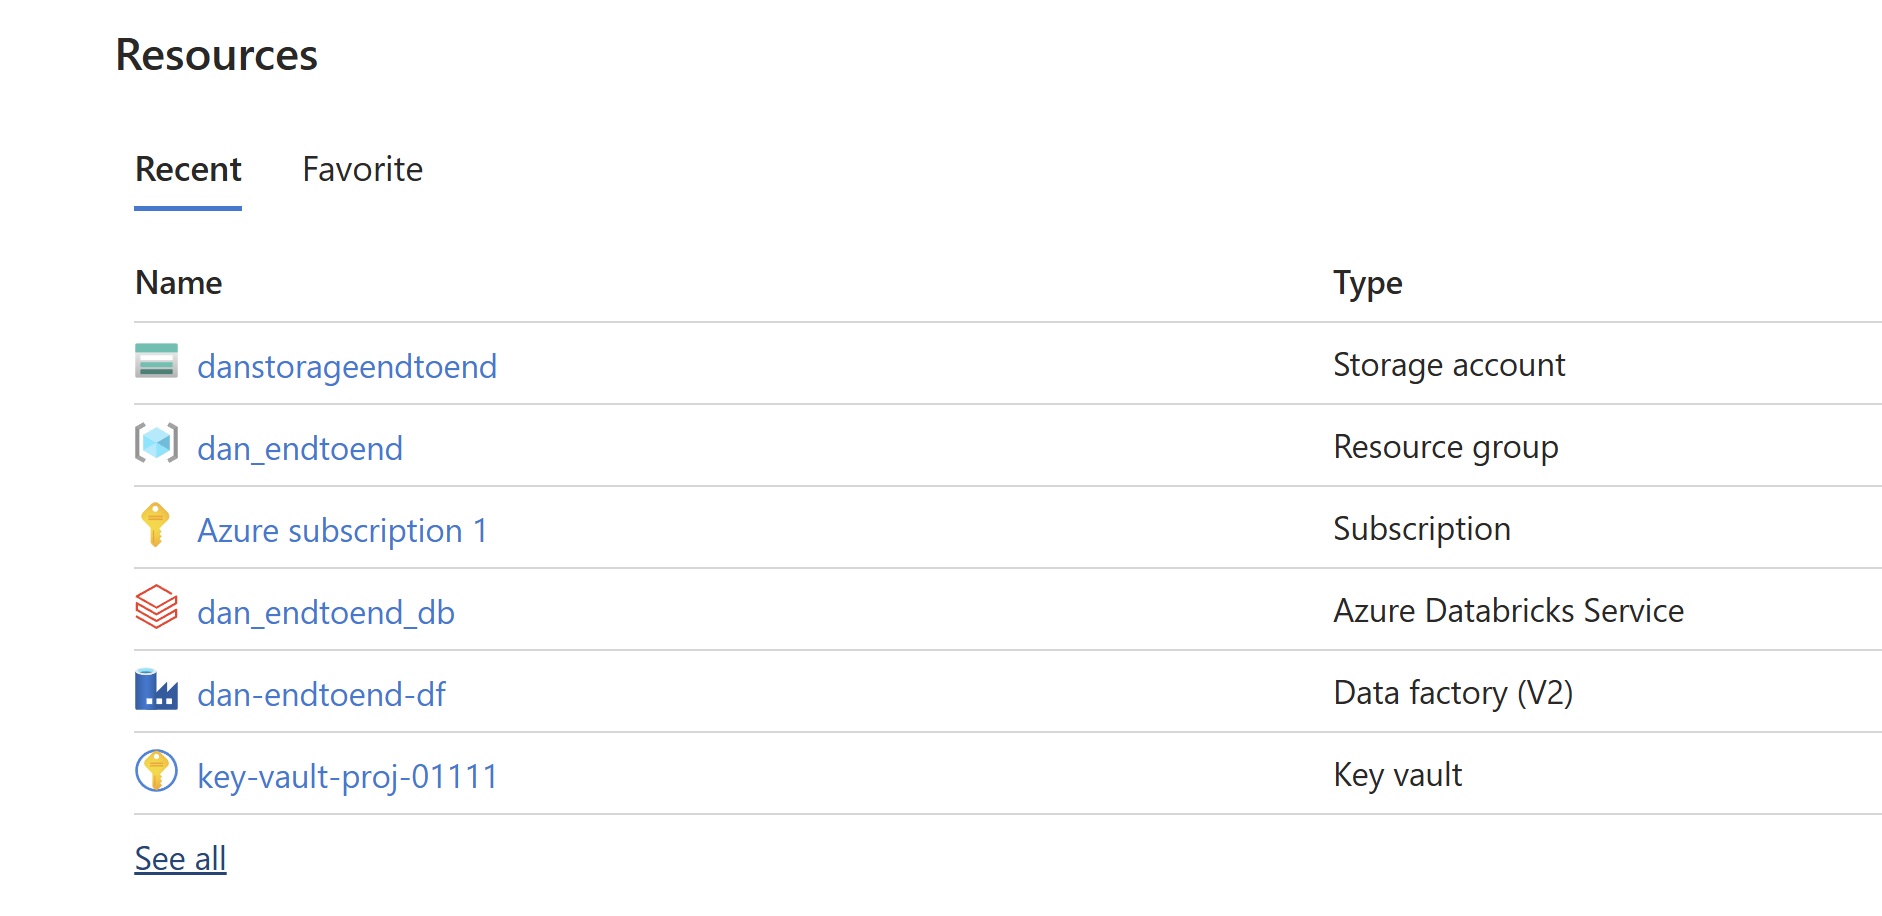 Resources
Recent Favorite
Name Type
danstorageendtoend Storage account
dan_endtoend Resource group
Azure subscription 1 Subscription
dan_endtoend_db Azure Databricks Service
dan-endtoend-df Data factory (V2)
key-vault-proj-01111 Key vault
See all